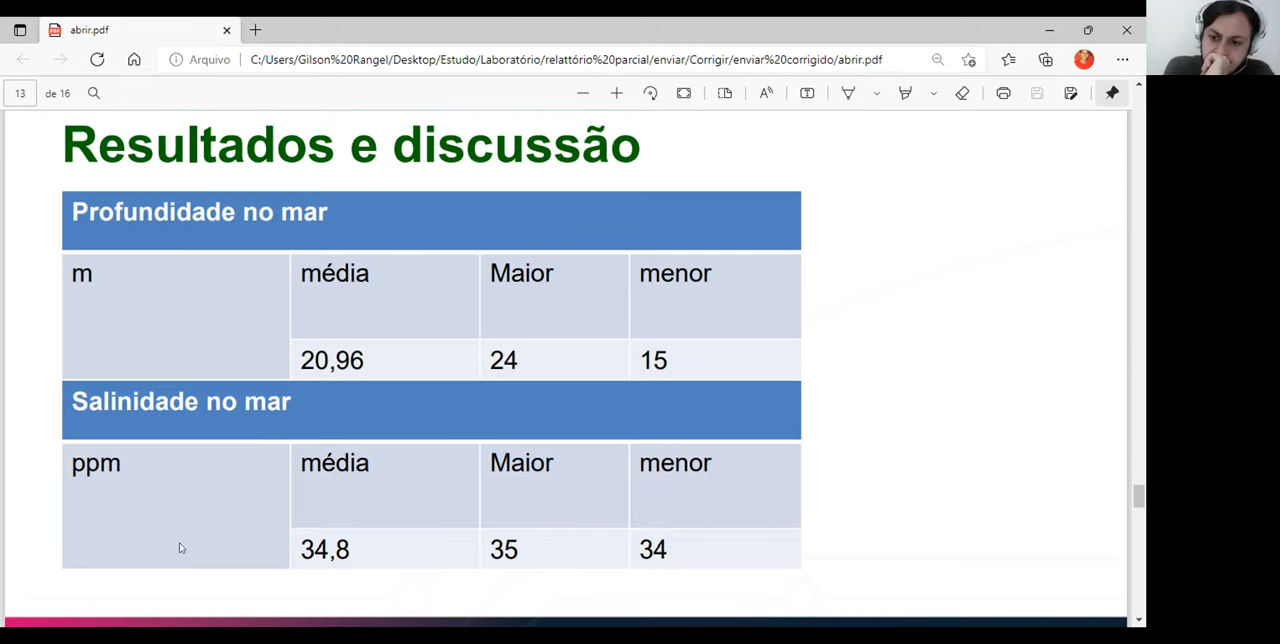 abrir.pdf
Arquivo
C:/Users/Gilson%20Rangel/Desktop/Estudo/Laboratório/relattório%20parcial/enviar/Corrigir/enviar%20corrigido/abrir.pdf
13 de 16
Resultados e discussão
Profundidade no mar
m média Maior menor
20,96 24 15
Salinidade no mar
ppm média Maior menor
34,8 35 34